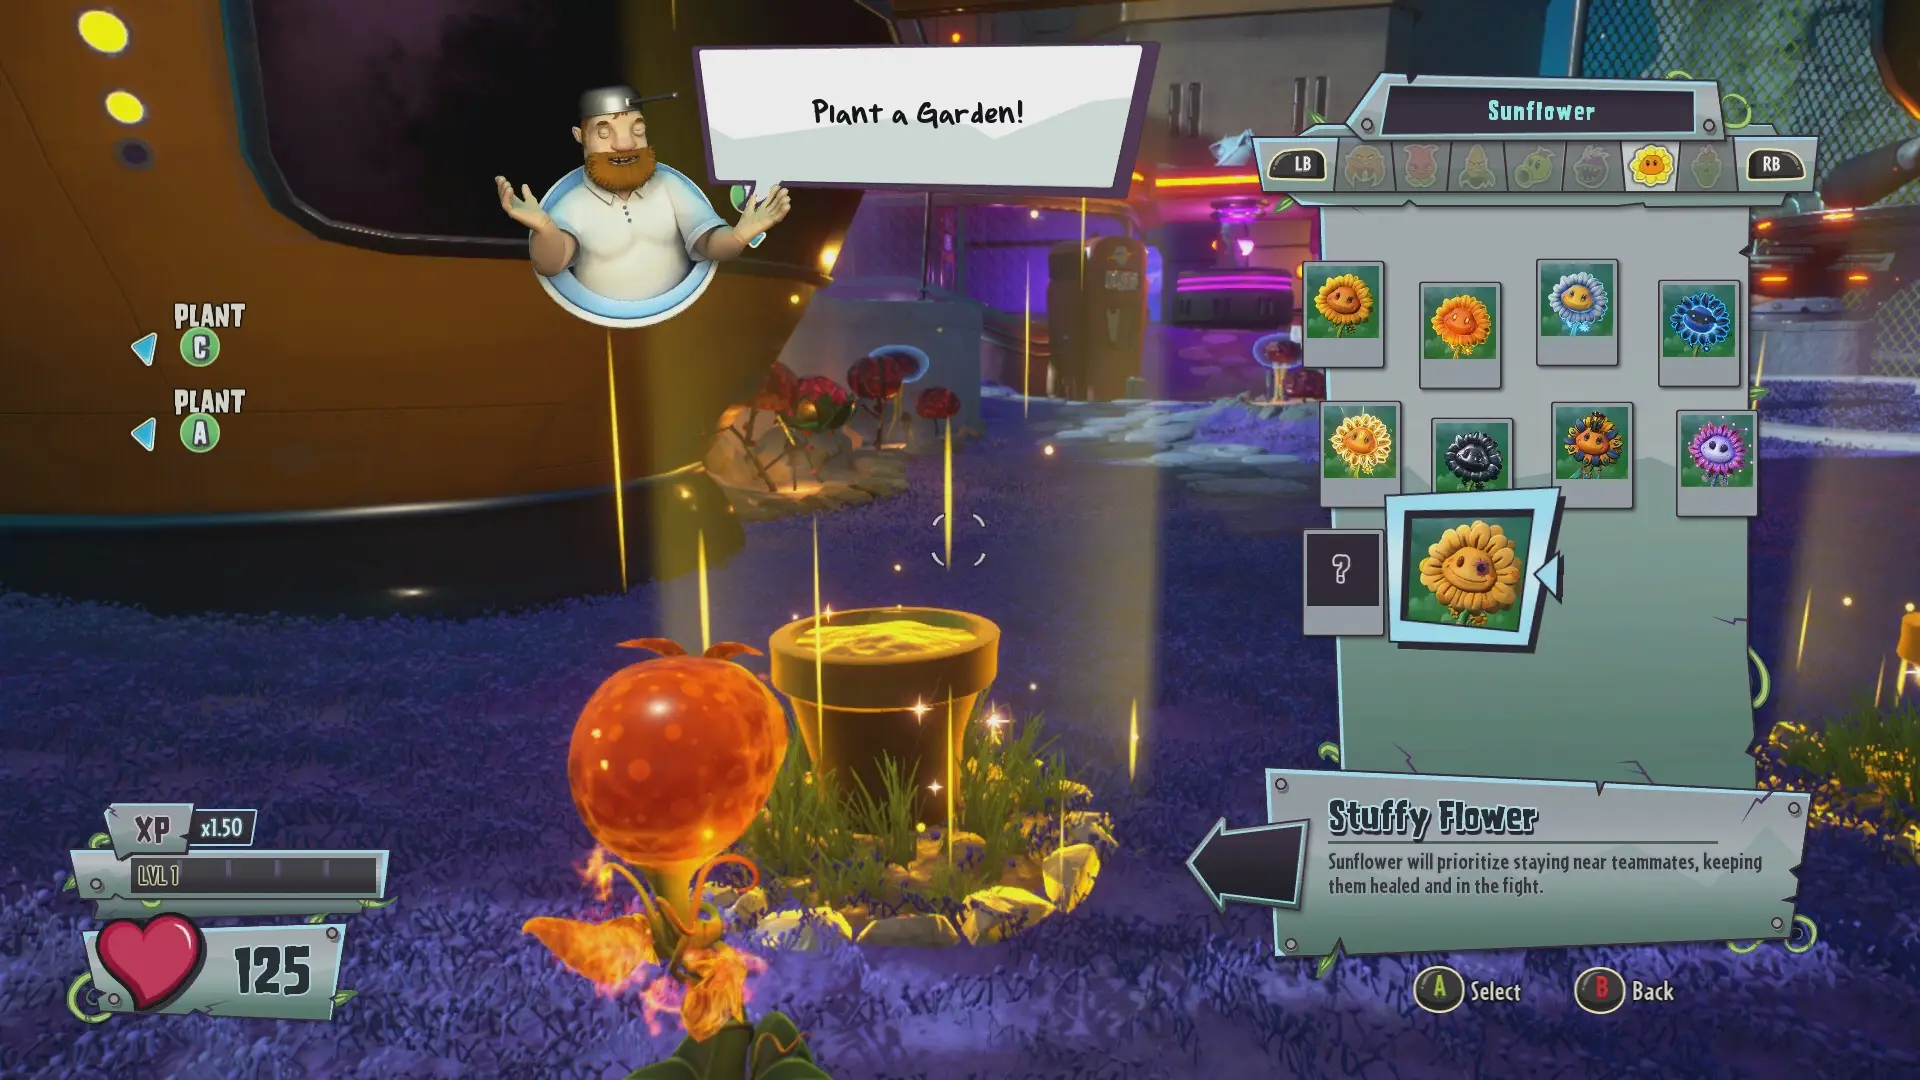 Plant a Garden!
Sunflower
LB
RB
PLANT
C
PLANT
A
?
XP
x1.50
LVL 1
125
Stuffy Flower
Sunflower will prioritize staying near teammates, keeping
them healed and in the fight.
A Select
B Back